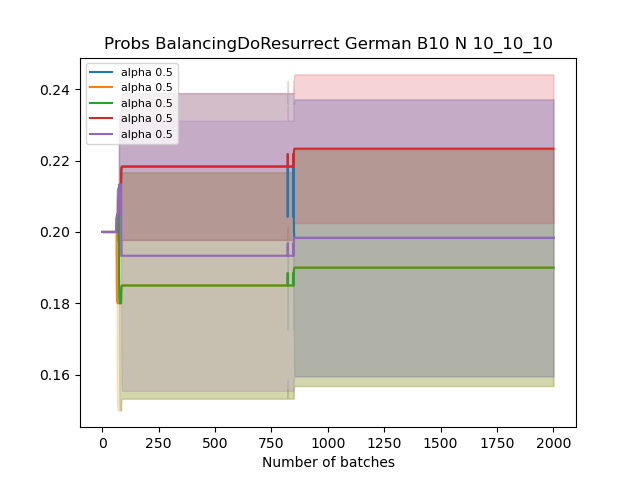 Probs BalancingDoResurrect German B10 N 10_10_10
alpha 0.5
alpha 0.5
alpha 0.5
alpha 0.5
alpha 0.5
0.24
0.22
0.20
0.18
0.16
0 250 500 750 1000 1250 1500 1750 2000
Number of batches